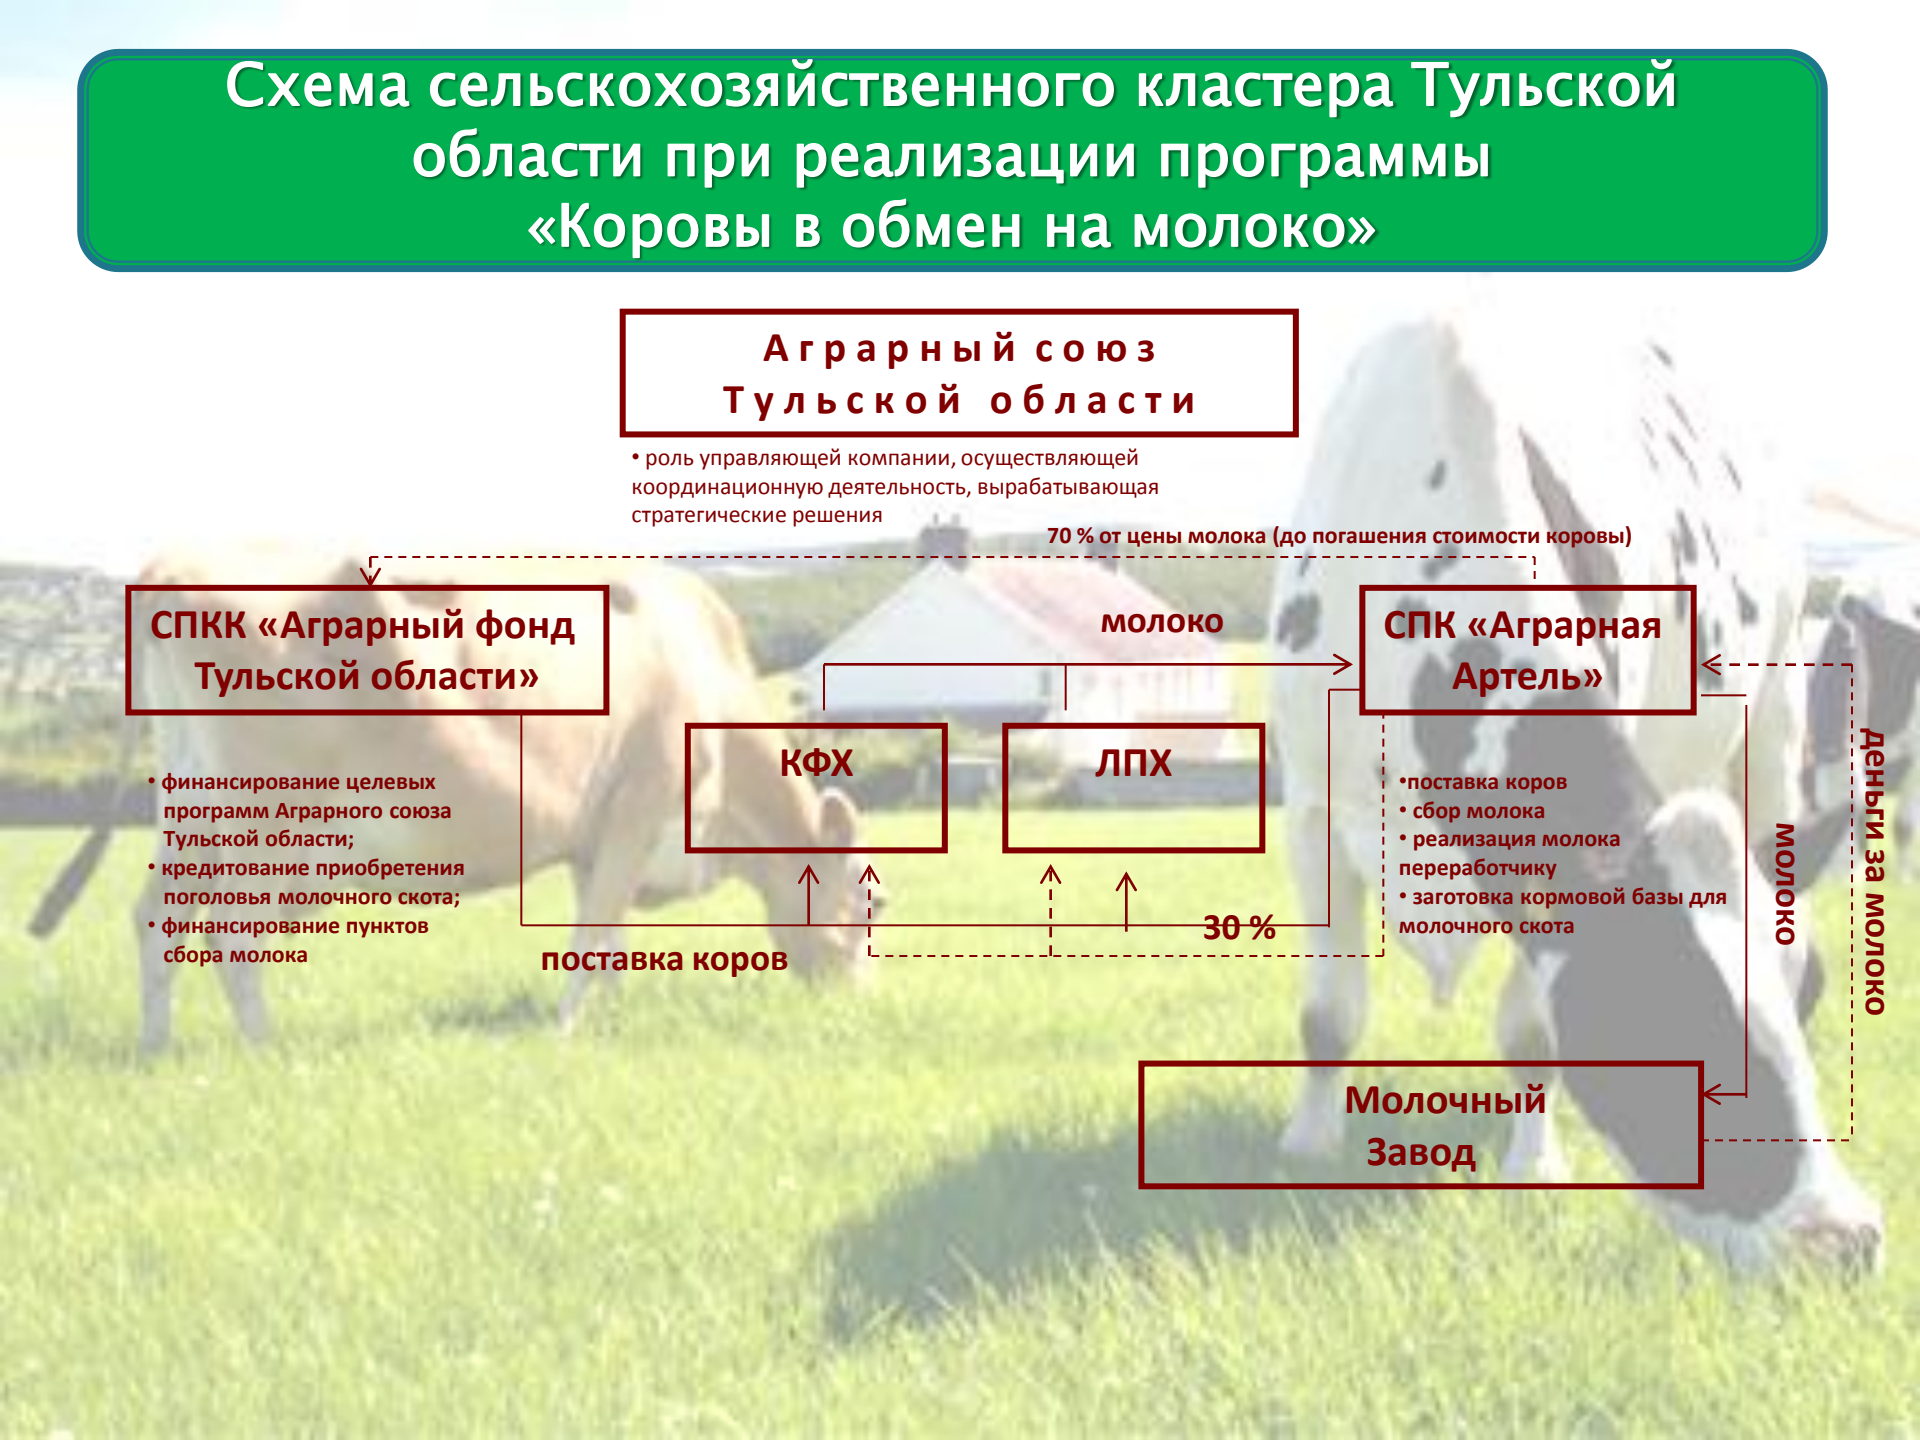 Схема сельскохозяйственного кластера Тульской
области при реализации программы
«Коровы в обмен на молоко»
Аграрный союз
Тульской области
• роль управляющей компании, осуществляющей
координационную деятельность, вырабатывающая
стратегические решения
70 % от цены молока (до погашения стоимости коровы)
СПКК «Аграрный фонд
Тульской области»
молоко
СПК «Аграрная
Артель»
КФХ
ЛПХ
• финансирование целевых
программ Аграрного союза
Тульской области;
• кредитование приобретения
поголовья молочного скота;
• финансирование пунктов
сбора молока
•поставка коров
• сбор молока
• реализация молока
переработчику
• заготовка кормовой базы для
молочного скота
молоко
деньги за молоко
30 %
поставка коров
Молочный
Завод